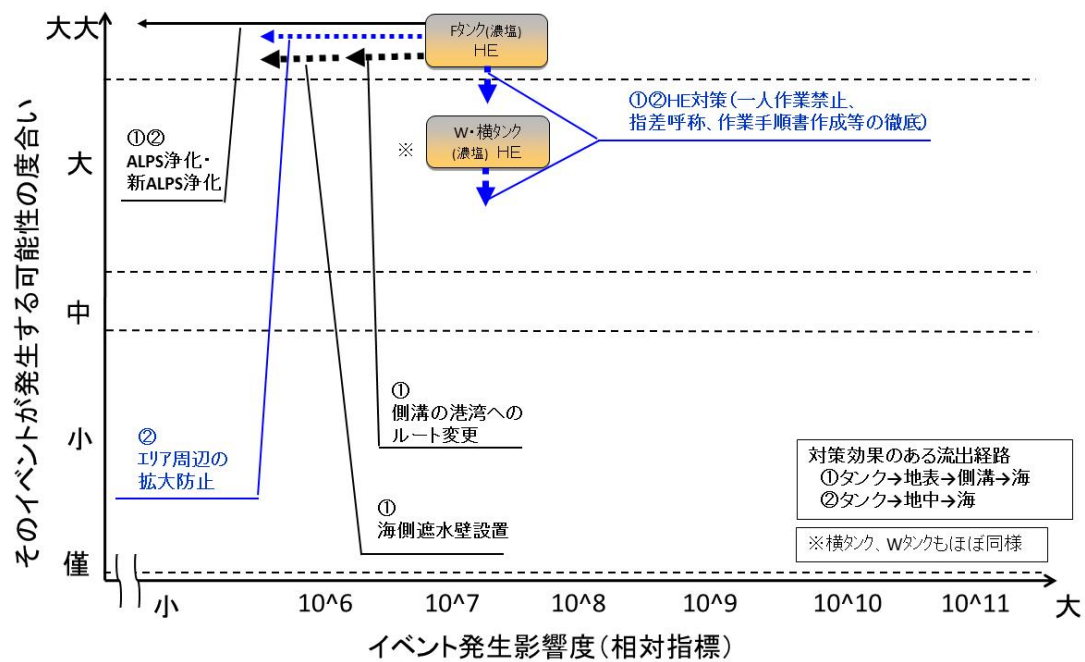 そのイベントが発生する可能性の度合い
大大
大
中
小
僅
Fタンク(濃塩)
HE
W・横タンク
(濃塩) HE
※
①②HE対策(一人作業禁止、
指差呼称、作業手順書作成等の徹底)
①②
ALPS浄化・
新ALPS浄化
②
エリア周辺の
拡大防止
①
側溝の港湾への
ルート変更
①
海側遮水壁設置
対策効果のある流出経路
①タンク→地表→側溝→海
②タンク→地中→海
※横タンク、Wタンクもほぼ同様
小
10^6
10^7
10^8
10^9
10^10
10^11
大
イベント発生影響度(相対指標)